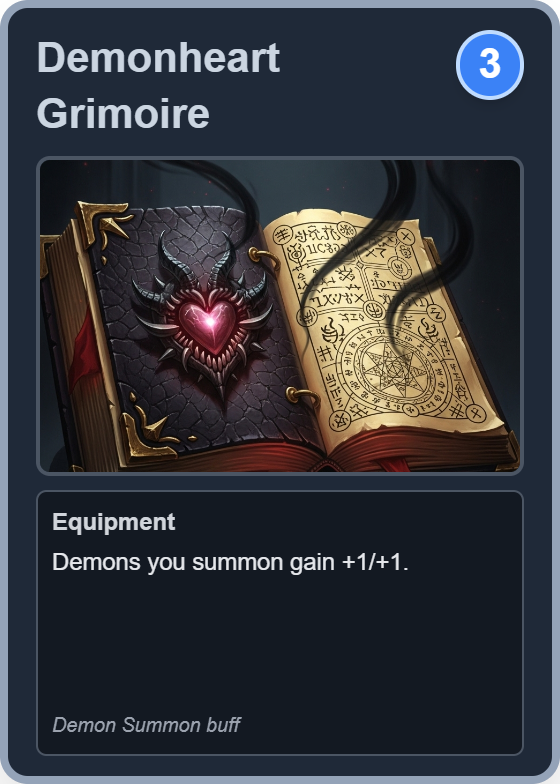 Demonheart
Grimoire
3
Equipment
Demons you summon gain +1/+1.
Demon Summon buff